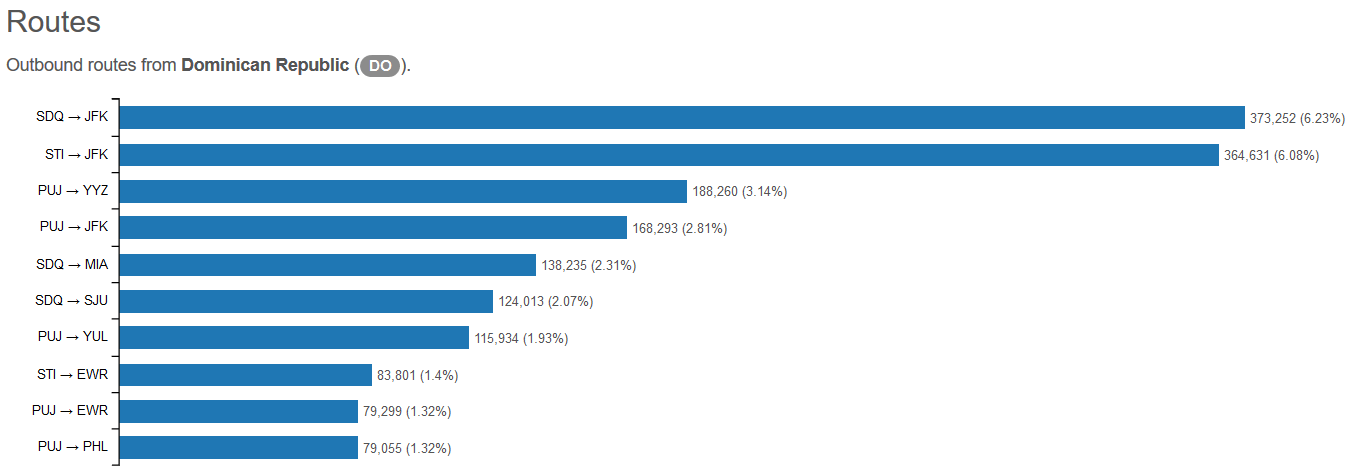 Routes
Outbound routes from Dominican Republic (DO).
SDQ → JFK 373,252 (6.23%)
STI → JFK 364,631 (6.08%)
PUJ → YYZ 188,260 (3.14%)
PUJ → JFK 168,293 (2.81%)
SDQ → MIA 138,235 (2.31%)
SDQ → SJU 124,013 (2.07%)
PUJ → YUL 115,934 (1.93%)
STI → EWR 83,801 (1.4%)
PUJ → EWR 79,299 (1.32%)
PUJ → PHL 79,055 (1.32%)